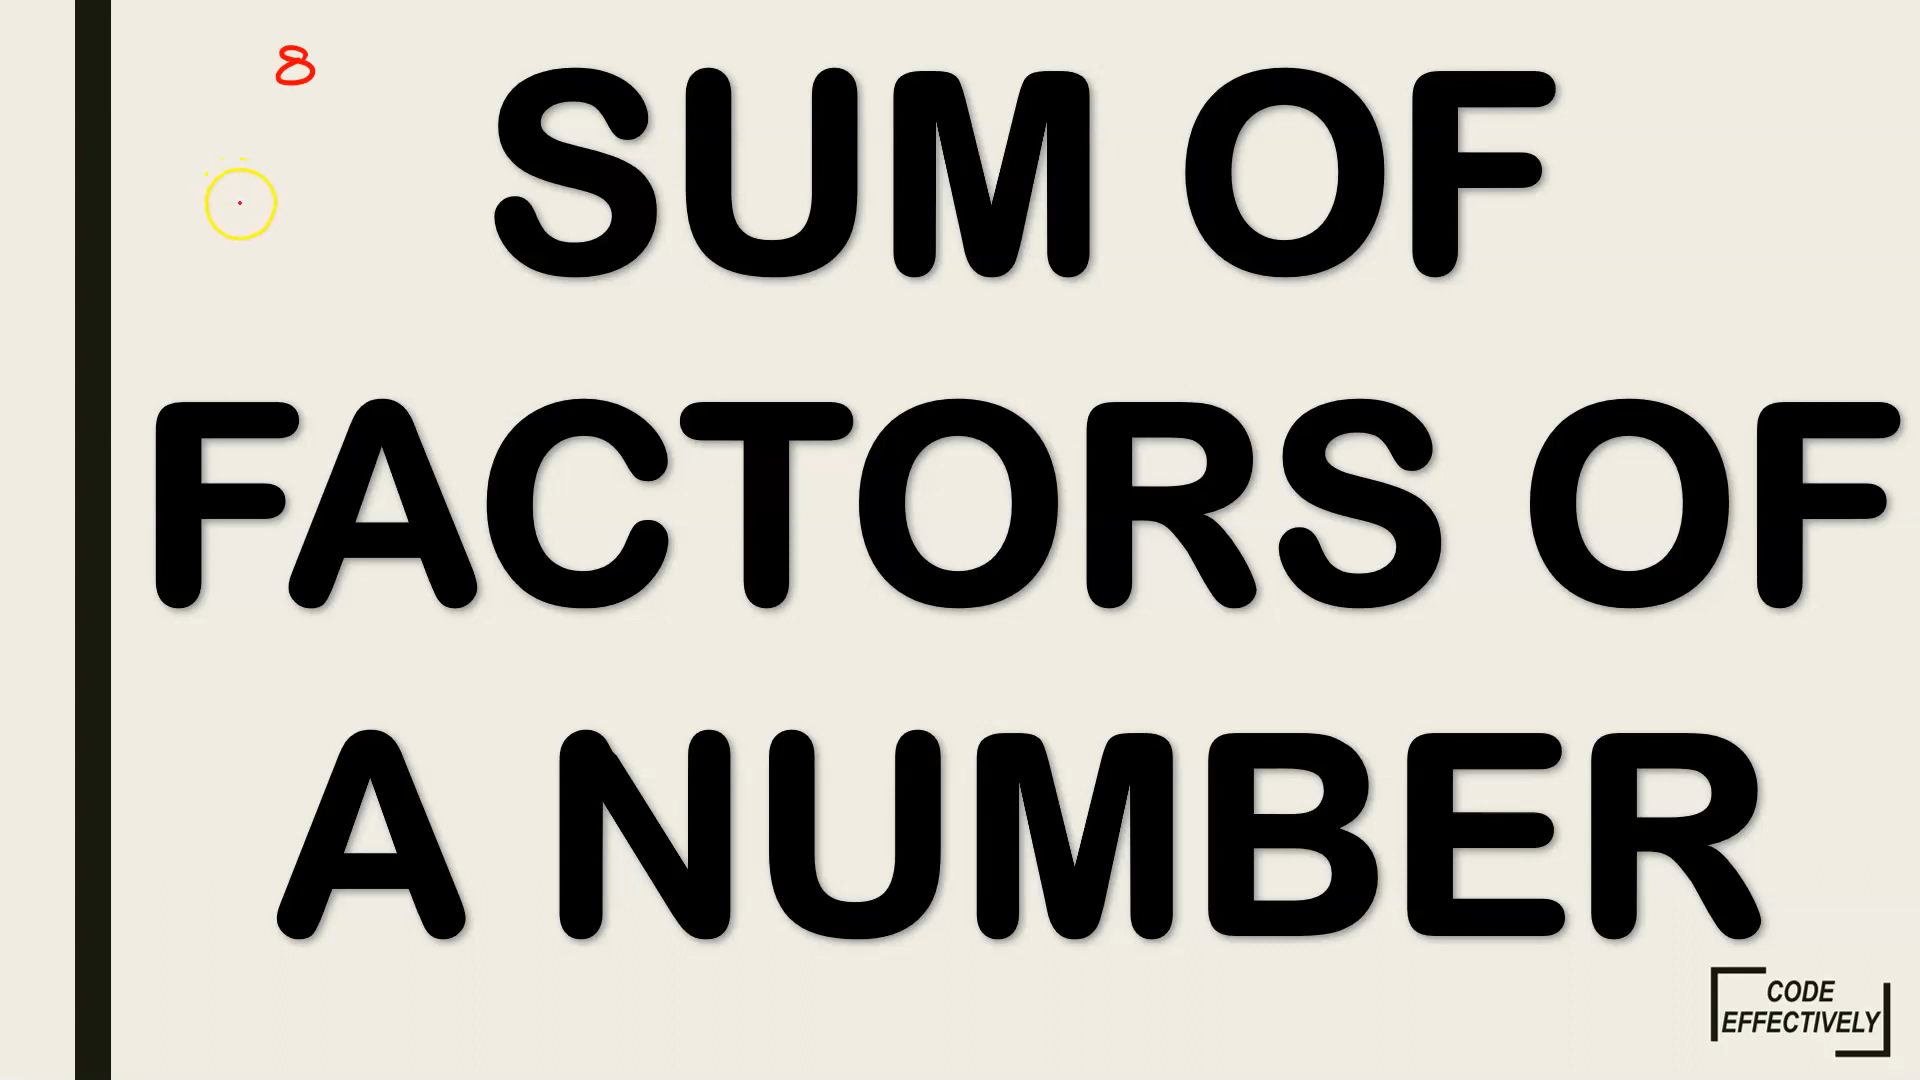 8
SUM OF
FACTORS OF
A NUMBER
CODE
EFFECTIVELY